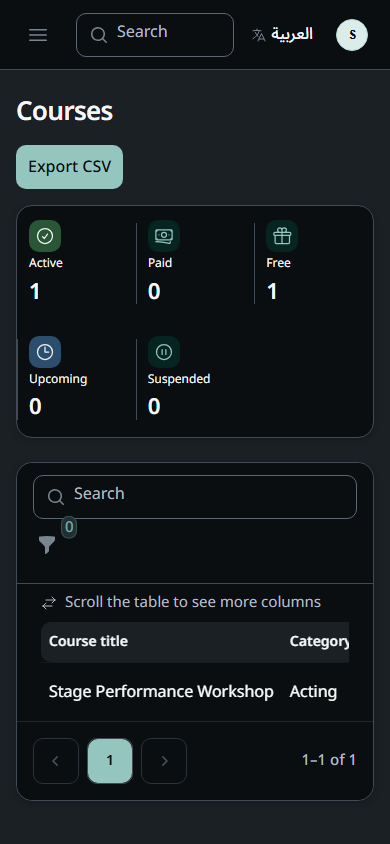 Search
العربية
S
Courses
Export CSV
Active
1
Paid
0
Free
1
Upcoming
0
Suspended
0
Search
0
Scroll the table to see more columns
Course title Category
Stage Performance Workshop Acting
1
1–1 of 1